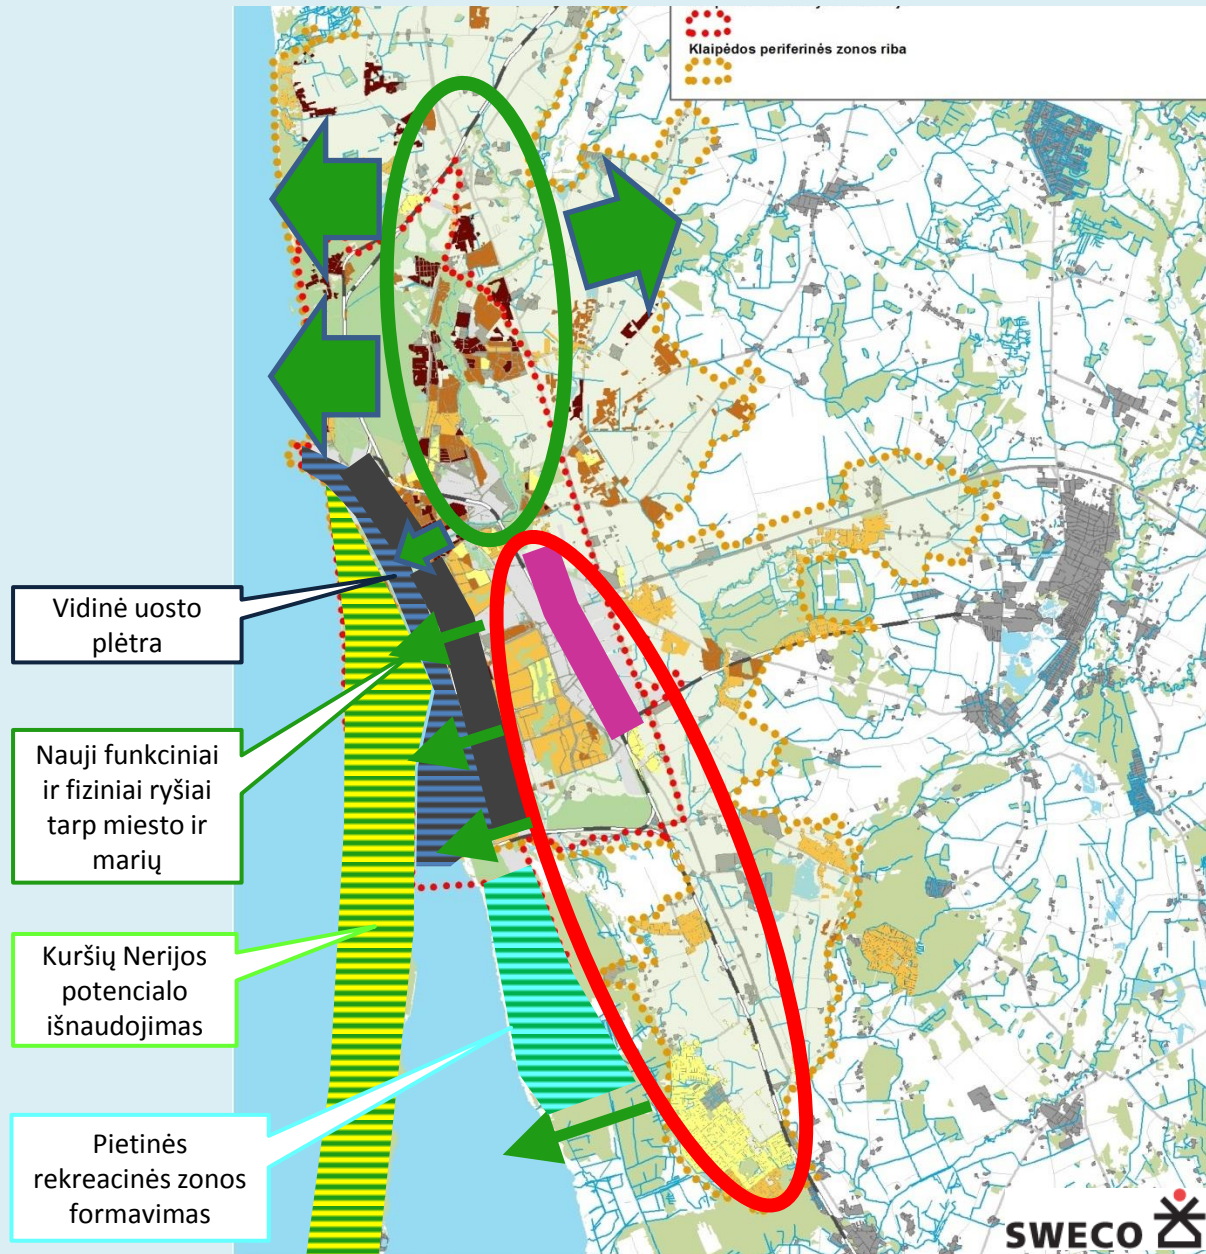 Klaipėdos periferinės zonos riba
Vidinė uosto
plėtra
Nauji funkciniai
ir fiziniai ryšiai
tarp miesto ir
marių
Kuršių Nerijos
potencialo
išnaudojimas
Pietinės
rekreacinės zonos
formavimas
SWECO